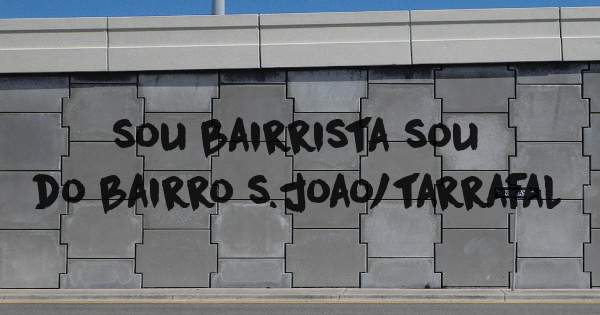 SOU BAIRRISTA SOU
DO BAIRRO S. JOAO/TARRAFAL